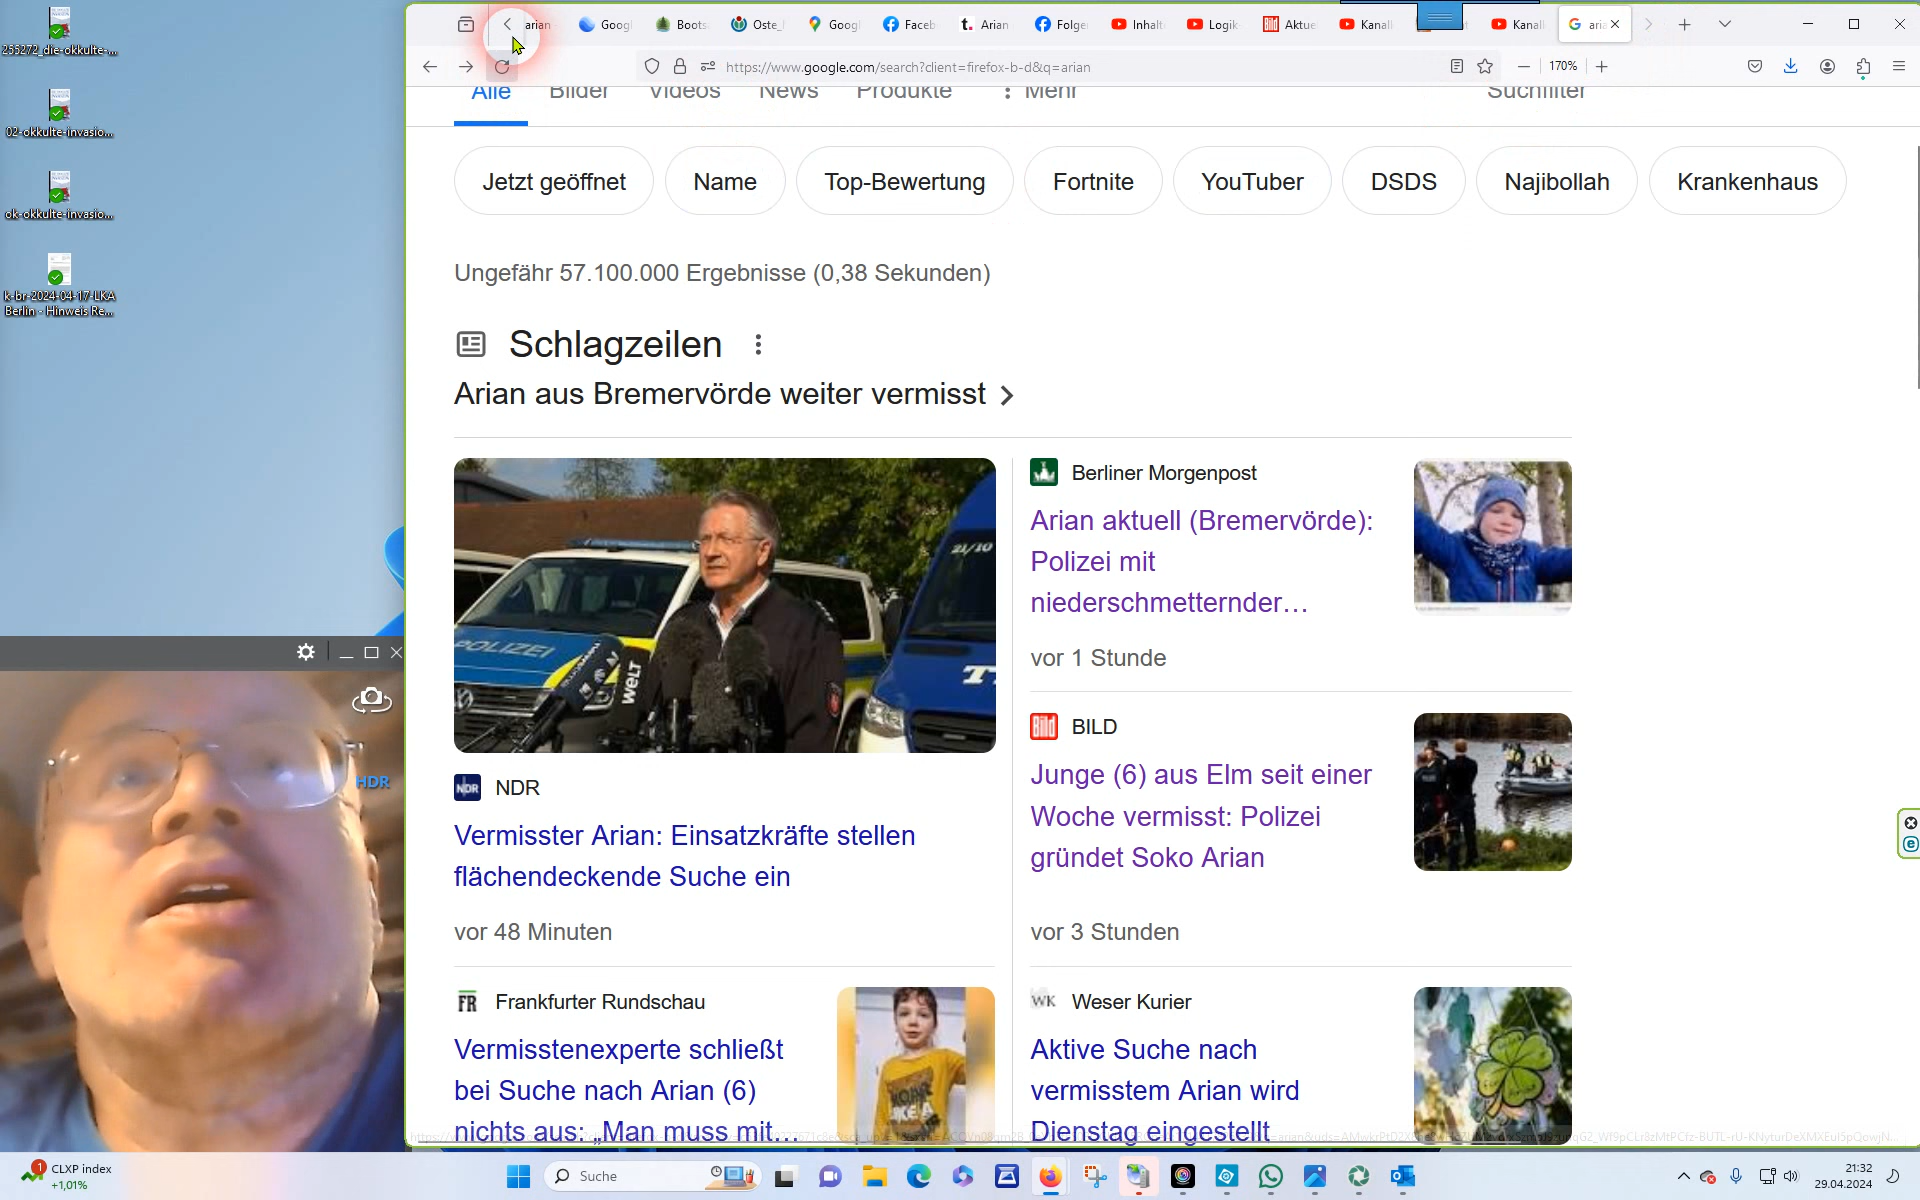 arian
Googl
Boots
Oste_
Googl
Faceb
Arian
Folge
Inhalt
Logik
Aktue
Kanal
Kanal
aria
https://www.google.com/search?client=firefox-b-d&q=arian
170%
Alle
Bilder
Videos
News
Produkte
Mehr
Suchfilter
Jetzt geöffnet
Name
Top-Bewertung
Fortnite
YouTuber
DSDS
Najibollah
Krankenhaus
Ungefähr 57.100.000 Ergebnisse (0,38 Sekunden)
Schlagzeilen
Arian aus Bremervörde weiter vermisst
POLIZEI
WELT
21/10
NDR
Vermisster Arian: Einsatzkräfte stellen
flächendeckende Suche ein
vor 48 Minuten
Berliner Morgenpost
Arian aktuell (Bremervörde):
Polizei mit
niederschmetternder…
vor 1 Stunde
Bild
BILD
Junge (6) aus Elm seit einer
Woche vermisst: Polizei
gründet Soko Arian
vor 3 Stunden
FR
Frankfurter Rundschau
Vermisstenexperte schließt
bei Suche nach Arian (6)
nichts aus: „Man muss mit…
WK
Weser Kurier
Aktive Suche nach
vermisstem Arian wird
Dienstag eingestellt
255272_die-okkulte-...
02-okkulte-invasio...
ok-okkulte-invasio...
k-br-2024-04-17-LKA
Berlin - Hinweis Re...
HDR
1
CLXP index
+1,01%
Suche
21:32
29.04.2024